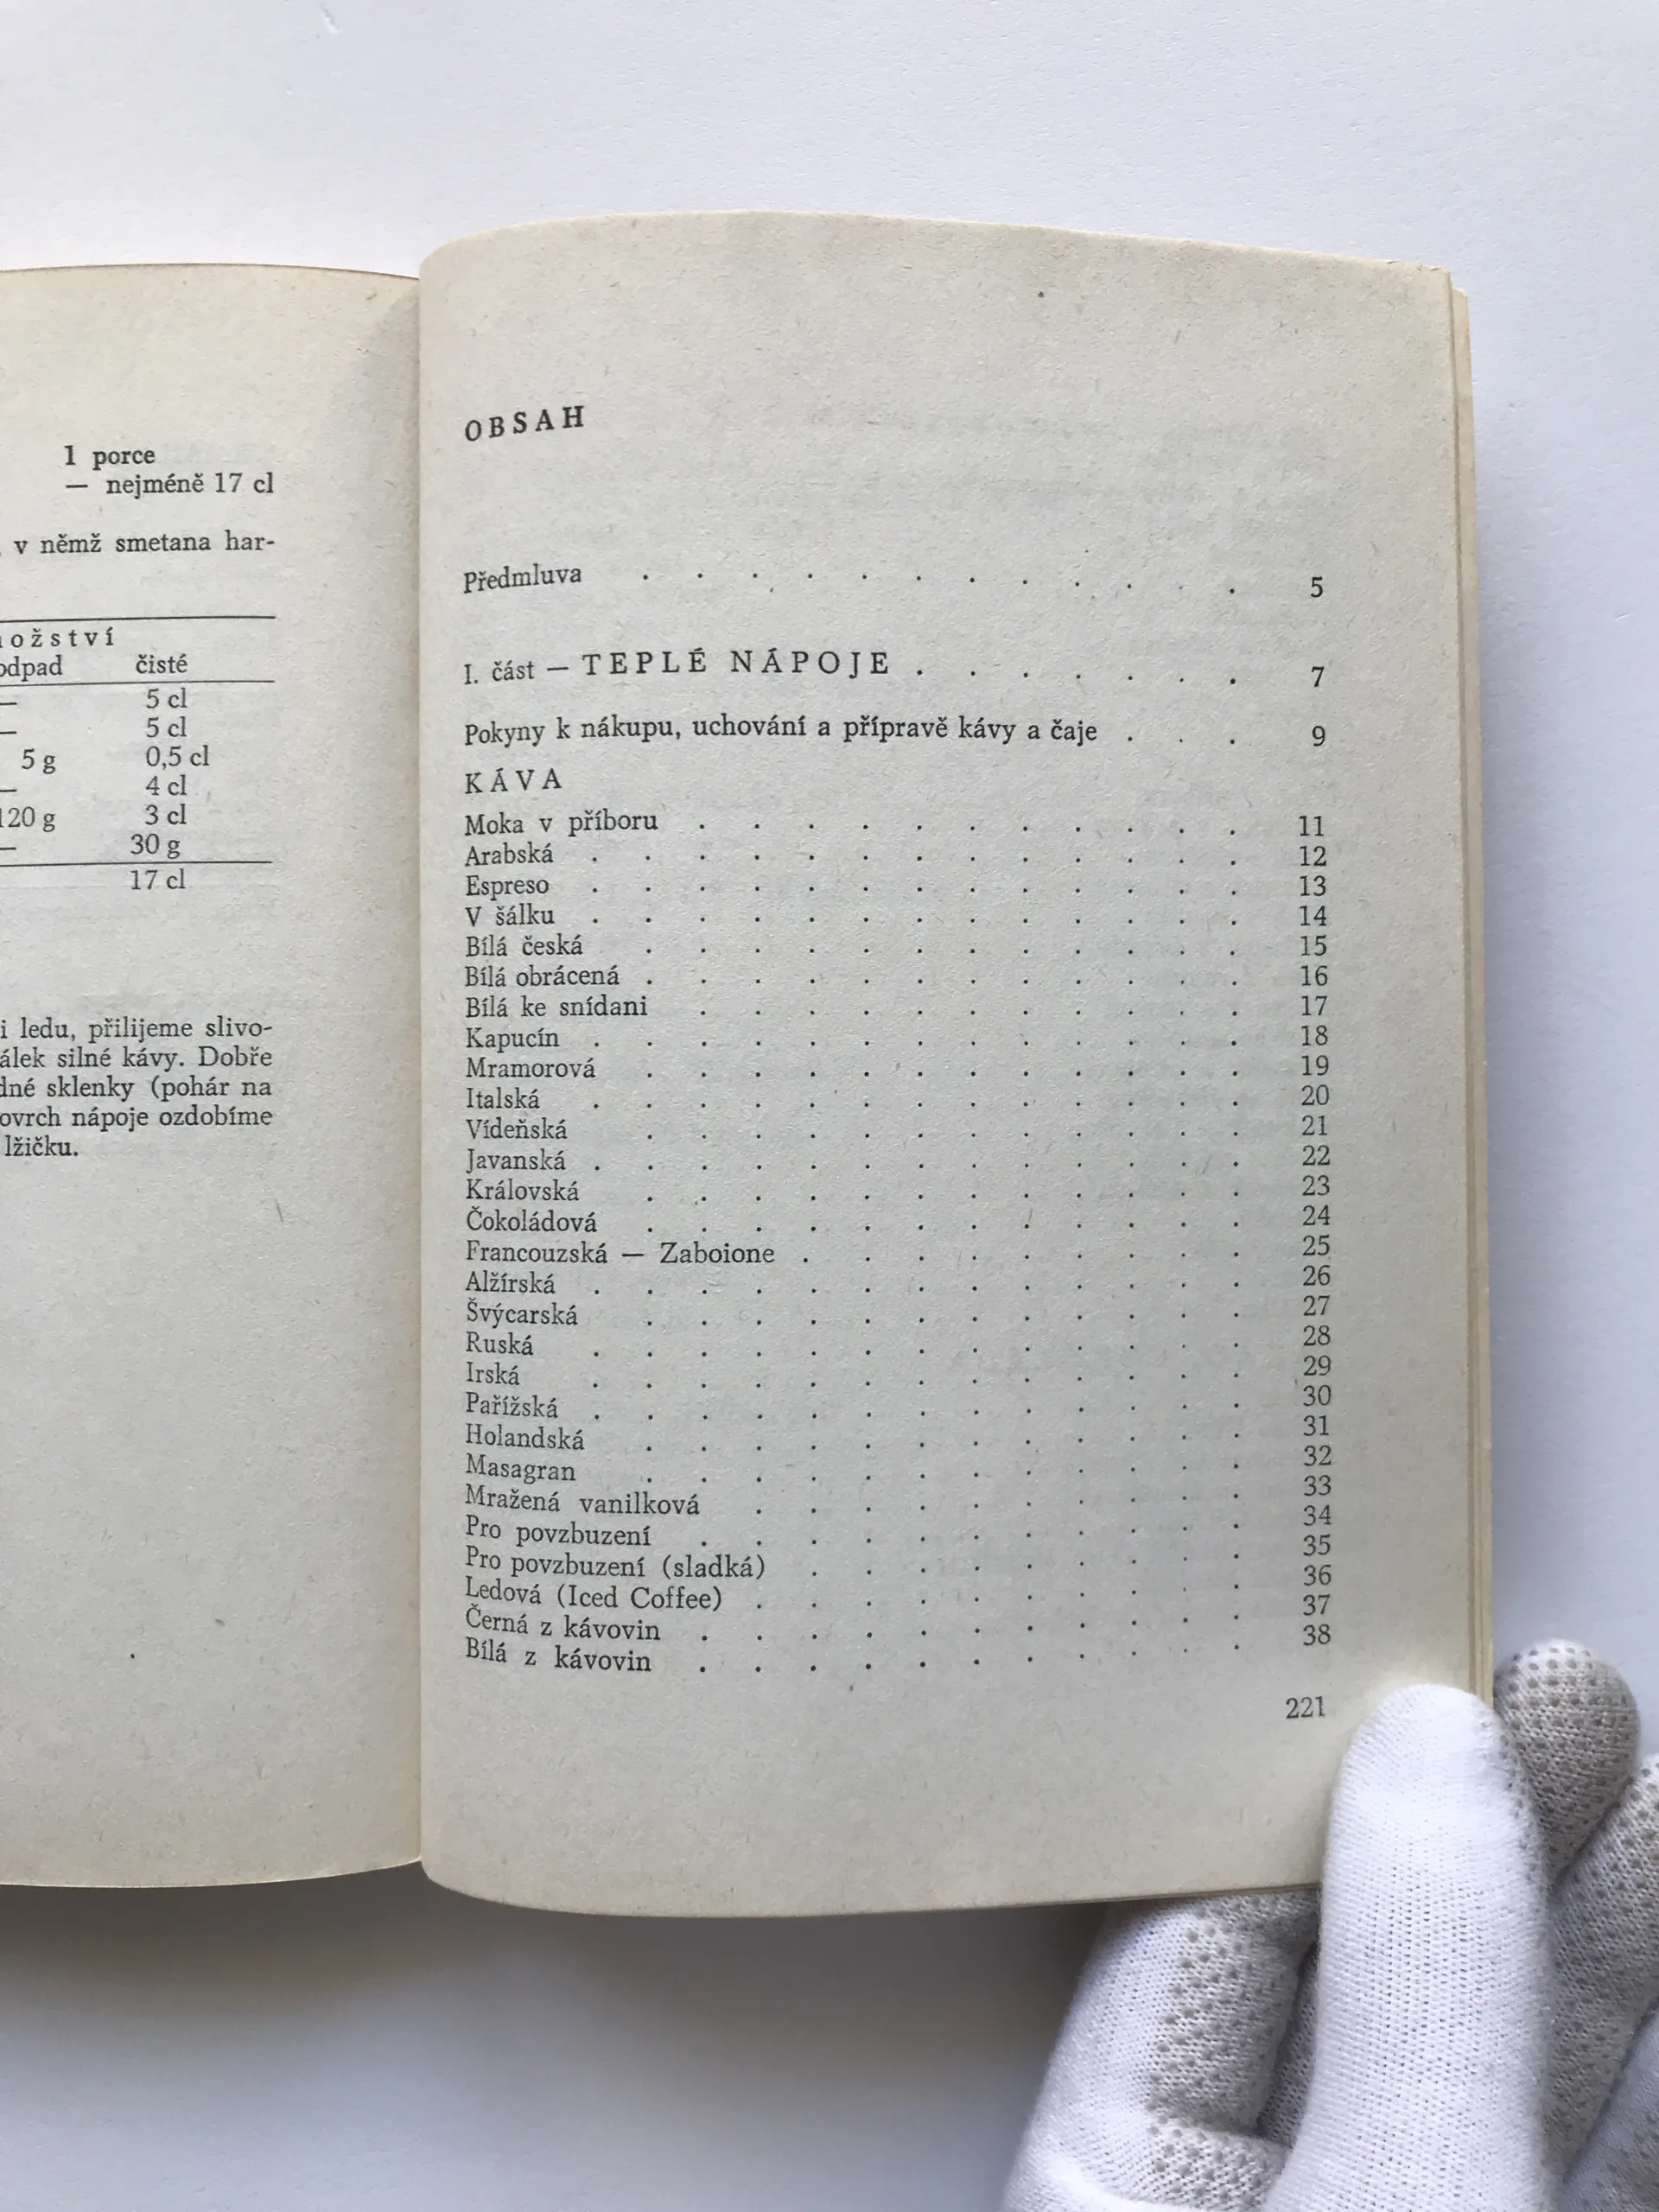 1 porce
— nejméně 17 cl
v němž smetana har-
čisté
— 5 cl
— 5 cl
5 g 0,5 cl
— 4 cl
120 g 3 cl
— 30 g
17 cl
i ledu, přilijeme slivo-
silné kávy. Dobře
sklenky (pohár na
nápoje ozdobíme
lžičku.
OBSAH
Předmluva . . . . . . . . . . . . 5
I. část — TEPLÉ NÁPOJE . . . . . . . 7
Pokyny k nákupu, uchování a přípravě kávy a čaje . . . 9
KÁVA
Moka v příboru . . . . . . . . . . . 11
Arabská . . . . . . . . . . . . . 12
Espreso . . . . . . . . . . . . . 13
V šálku . . . . . . . . . . . . . 14
Bílá česká . . . . . . . . . . . . 15
Bílá obrácená . . . . . . . . . . . . 16
Bílá ke snídani . . . . . . . . . . . 17
Kapucín . . . . . . . . . . . . . 18
Mramorová . . . . . . . . . . . . 19
Italská . . . . . . . . . . . . . 20
Vídeňská . . . . . . . . . . . . 21
Javanská . . . . . . . . . . . . . 22
Královská . . . . . . . . . . . . 23
Čokoládová . . . . . . . . . . . . 24
Francouzská — Zaboione . . . . . . . . . 25
Alžírská . . . . . . . . . . . . . 26
Švýcarská . . . . . . . . . . . . 27
Ruská . . . . . . . . . . . . . 28
Irská . . . . . . . . . . . . . 29
Pařížská . . . . . . . . . . . . . 30
Holandská . . . . . . . . . . . . 31
Masagran . . . . . . . . . . . . 32
Mražená vanilková . . . . . . . . . . 33
Pro povzbuzení . . . . . . . . . . . 34
Pro povzbuzení (sladká) . . . . . . . . . 35
Ledová (Iced Coffee) . . . . . . . . . . 36
Černá z kávovin . . . . . . . . . . . 37
Bílá z kávovin . . . . . . . . . . . 38
221